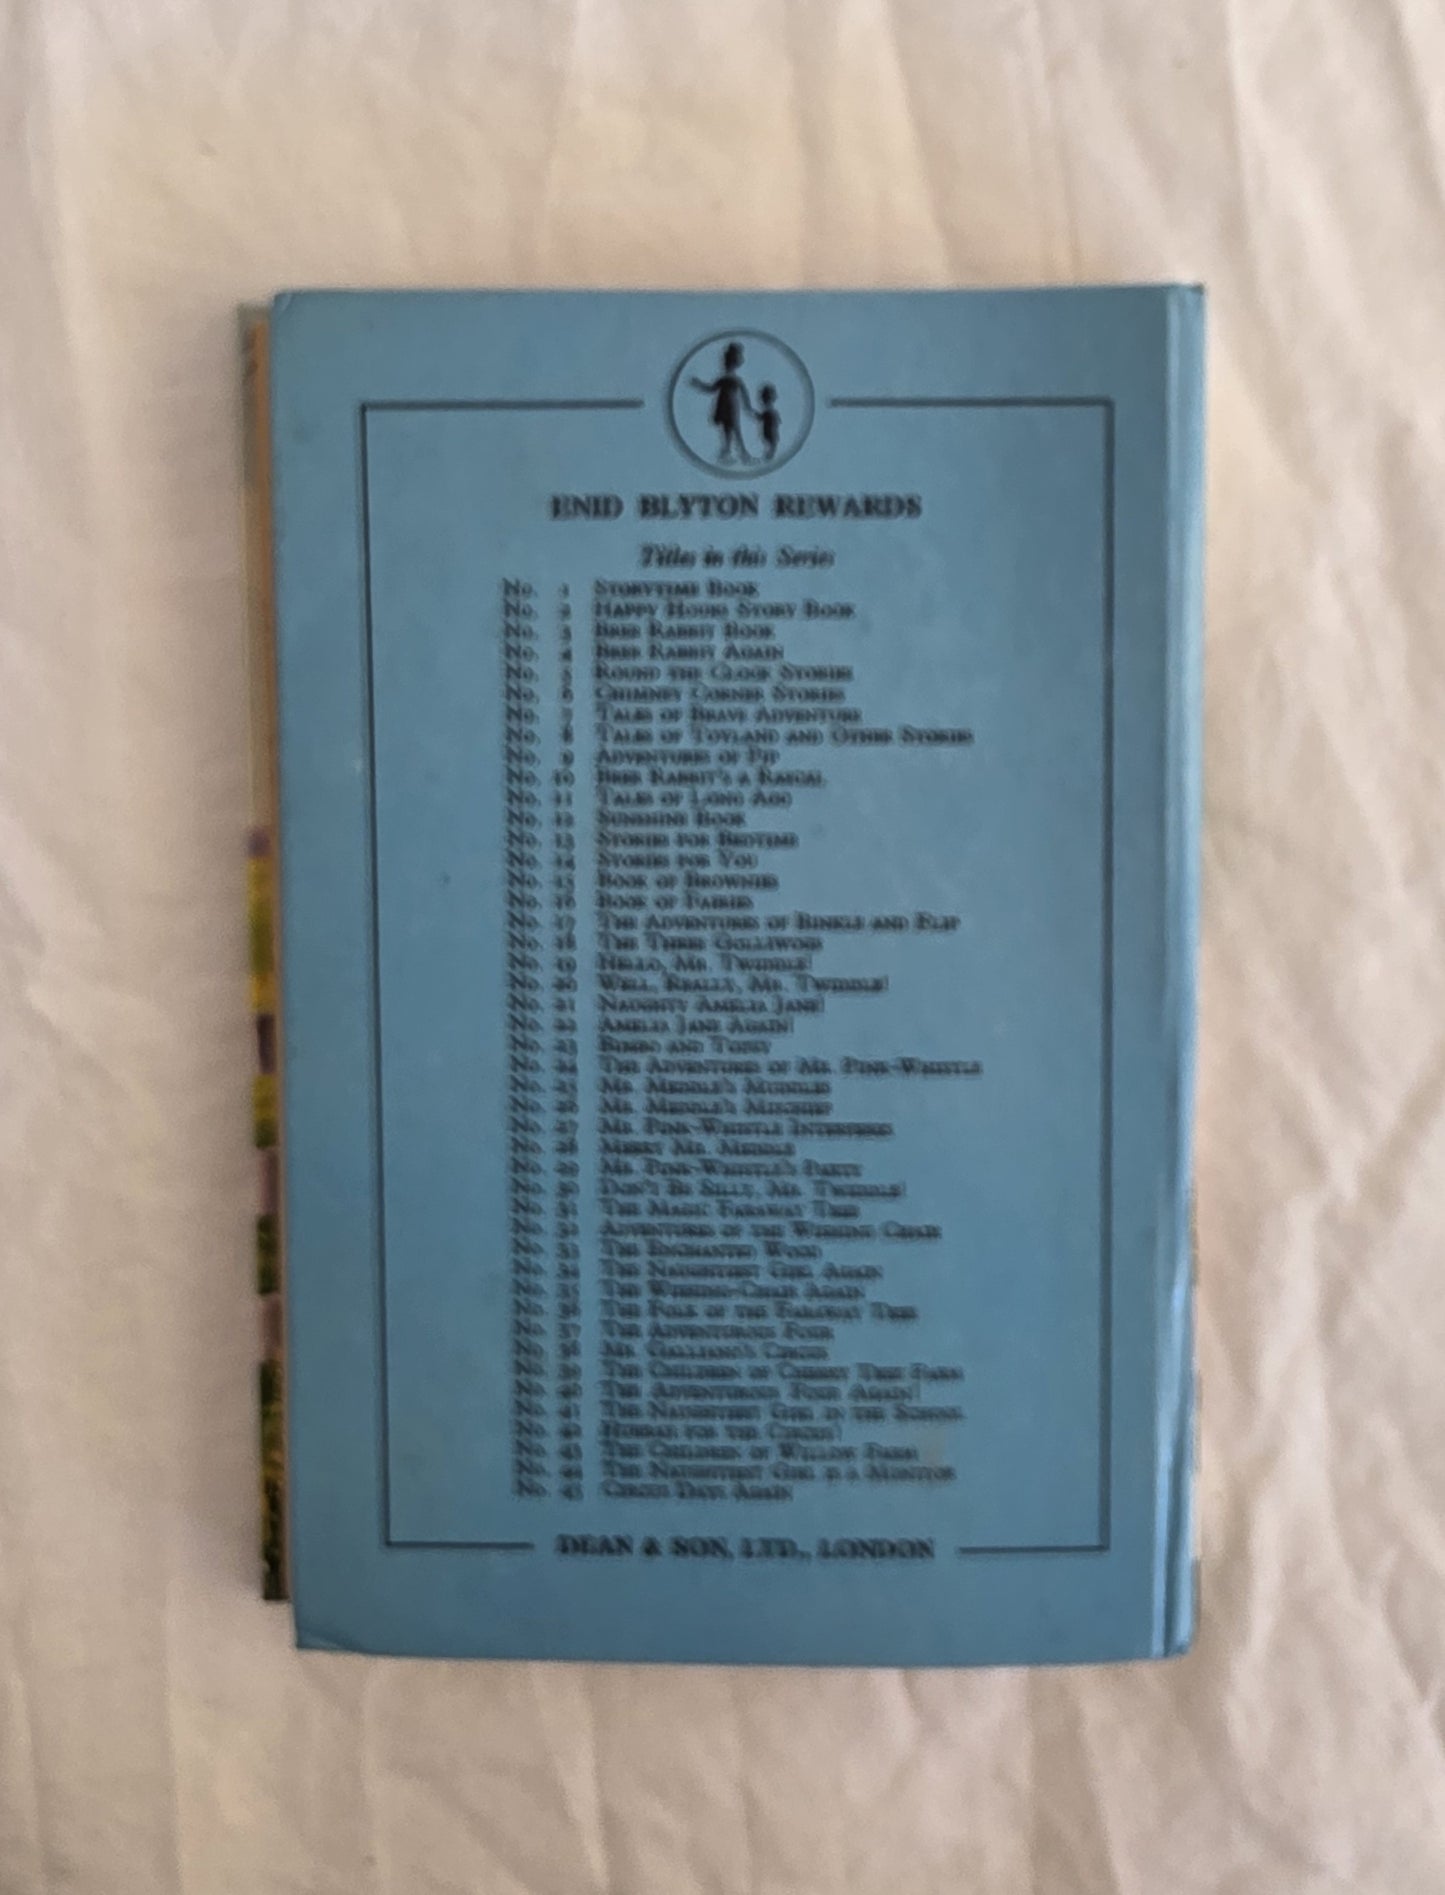 ENID BLYTON REWARDS
Titles in this Series
No. 1 STORYTIME BOOK
No. 2 HAPPY HOURS STORY BOOK
No. 3 BRER RABBIT BOOK
No. 4 BRER RABBIT AGAIN
No. 5 ROUND THE CLOCK STORIES
No. 6 CHIMNEY CORNER STORIES
No. 7 TALES OF BRAVE ADVENTURE
No. 8 TALES OF TOYLAND AND OTHER STORIES
No. 9 ADVENTURES OF PIP
No. 10 BRER RABBIT'S A RASCAL
No. 11 TALES OF LONG AGO
No. 12 SUNSHINE BOOK
No. 13 STORIES FOR BEDTIME
No. 14 STORIES FOR YOU
No. 15 BOOK OF BROWNIES
No. 16 BOOK OF FAIRIES
No. 17 THE ADVENTURES OF BINKLE AND FLIP
No. 18 THE THREE GOLLIWOGS
No. 19 HELLO, MR. TWIDDLE!
No. 20 WELL, REALLY, MR. TWIDDLE!
No. 21 NAUGHTY AMELIA JANE!
No. 22 AMELIA JANE AGAIN!
No. 23 BIMBO AND TOPSY
No. 24 THE ADVENTURES OF MR. PINK-WHISTLE
No. 25 MR. MEDDLE'S MUDDLES
No. 26 MR. MEDDLE'S MISCHIEF
No. 27 MR. PINK-WHISTLE INTERFERES
No. 28 MERRY MR. MEDDLE
No. 29 MR. PINK-WHISTLE'S PARTY
No. 30 DON'T BE SILLY, MR. TWIDDLE!
No. 31 THE MAGIC FARAWAY TREE
No. 32 ADVENTURES OF THE WISHING CHAIR
No. 33 THE ENCHANTED WOOD
No. 34 THE NAUGHTIEST GIRL AGAIN
No. 35 THE WISHING-CHAIR AGAIN
No. 36 THE FOLK OF THE FARAWAY TREE
No. 37 THE ADVENTUROUS FOUR
No. 38 MR. GALLIANO'S CIRCUS
No. 39 THE CHILDREN OF CHERRY TREE FARM
No. 40 THE ADVENTUROUS FOUR AGAIN!
No. 41 THE NAUGHTIEST GIRL IN THE SCHOOL
No. 42 HURRAH FOR THE CIRCUS!
No. 43 THE CHILDREN OF WILLOW FARM
No. 44 THE NAUGHTIEST GIRL IS A MONITOR
No. 45 CIRCUS DAYS AGAIN
DEAN & SON, LTD., LONDON